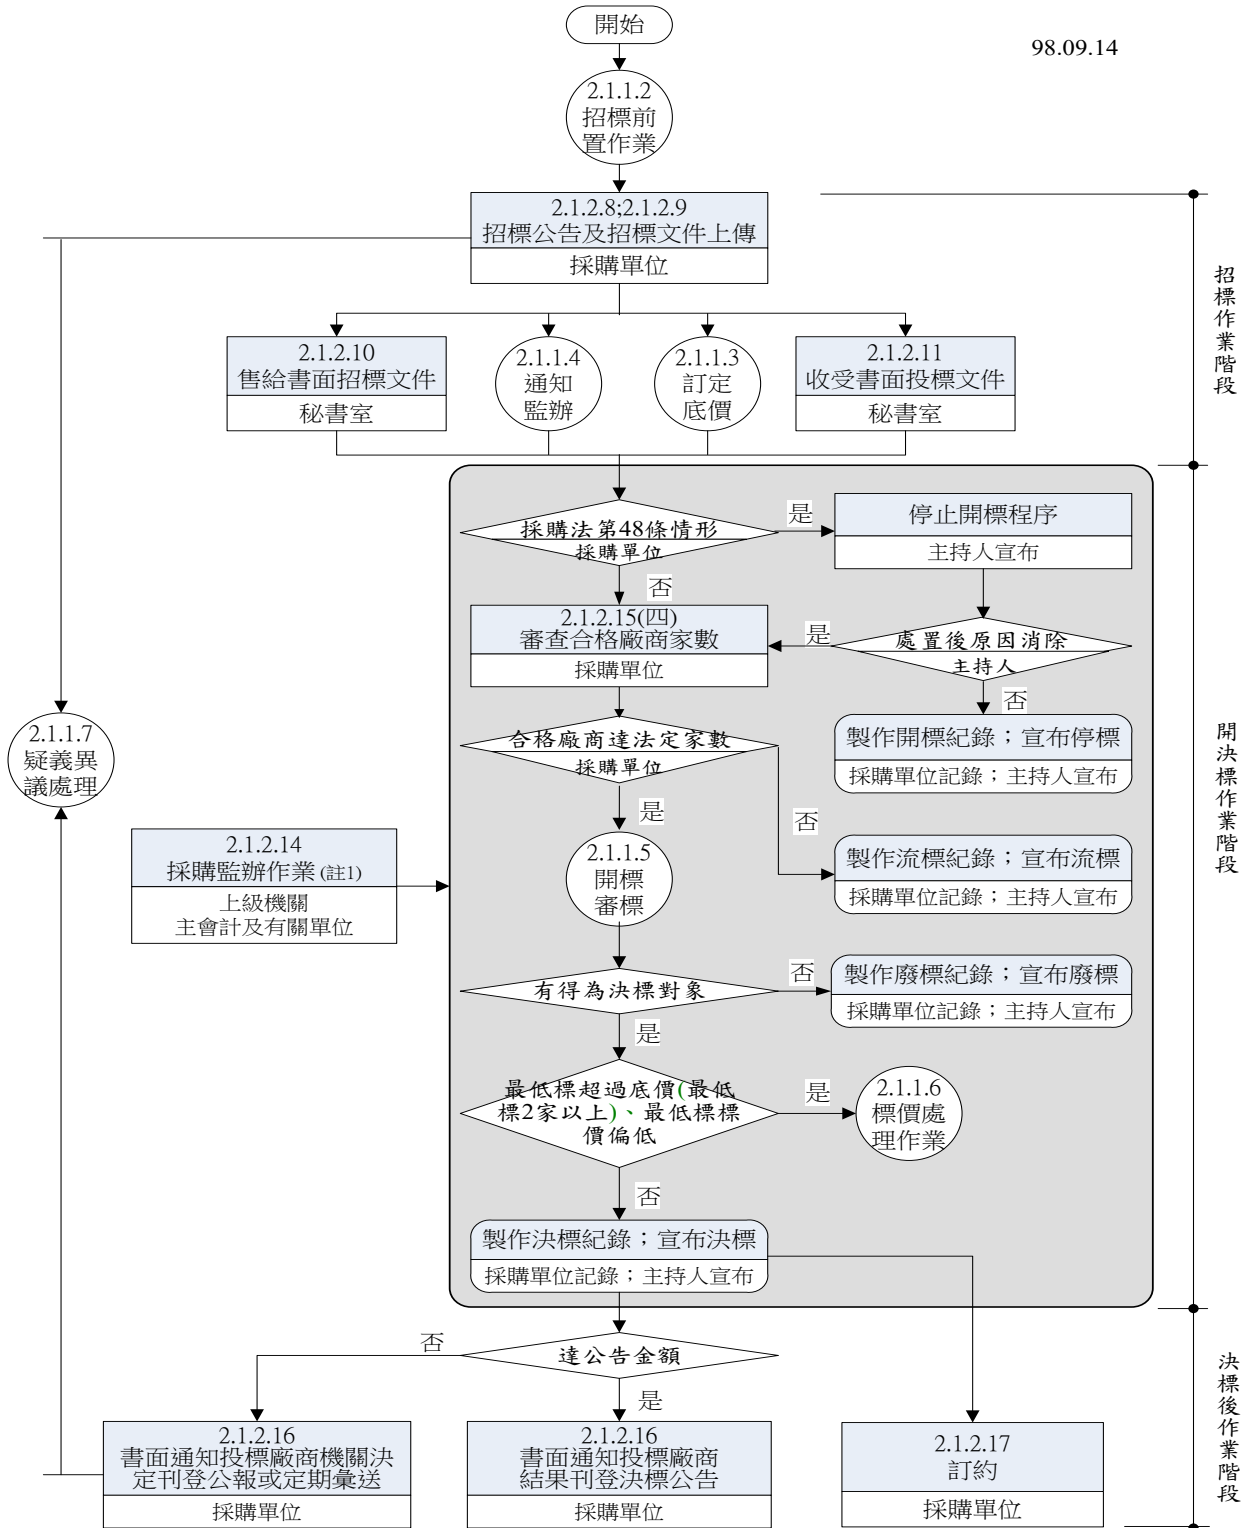 開始
98.09.14
2.1.1.2
招標前
置作業
2.1.2.8;2.1.2.9
招標公告及招標文件上傳
採購單位
招標作業階段
2.1.2.10
售給書面招標文件
秘書室
2.1.1.4
通知
監辦
2.1.1.3
訂定
底價
2.1.2.11
收受書面投標文件
秘書室
採購法第48條情形
採購單位
是
停止開標程序
主持人宣布
否
2.1.2.15(四)
審查合格廠商家數
採購單位
是
處置後原因消除
主持人
否
製作開標紀錄；宣布停標
採購單位記錄；主持人宣布
開決標作業階段
2.1.1.7
疑義異
議處理
合格廠商達法定家數
採購單位
是
否
製作流標紀錄；宣布流標
採購單位記錄；主持人宣布
2.1.2.14
採購監辦作業(註1)
上級機關
主會計及有關單位
2.1.1.5
開標
審標
有得為決標對象
否
製作廢標紀錄；宣布廢標
採購單位記錄；主持人宣布
是
最低標超過底價(最低
標2家以上)、最低標標
價偏低
是
2.1.1.6
標價處
理作業
否
製作決標紀錄；宣布決標
採購單位記錄；主持人宣布
達公告金額
否
是
決標後作業階段
2.1.2.16
書面通知投標廠商機關決
定刊登公報或定期彙送
採購單位
2.1.2.16
書面通知投標廠商
結果刊登決標公告
採購單位
2.1.2.17
訂約
採購單位